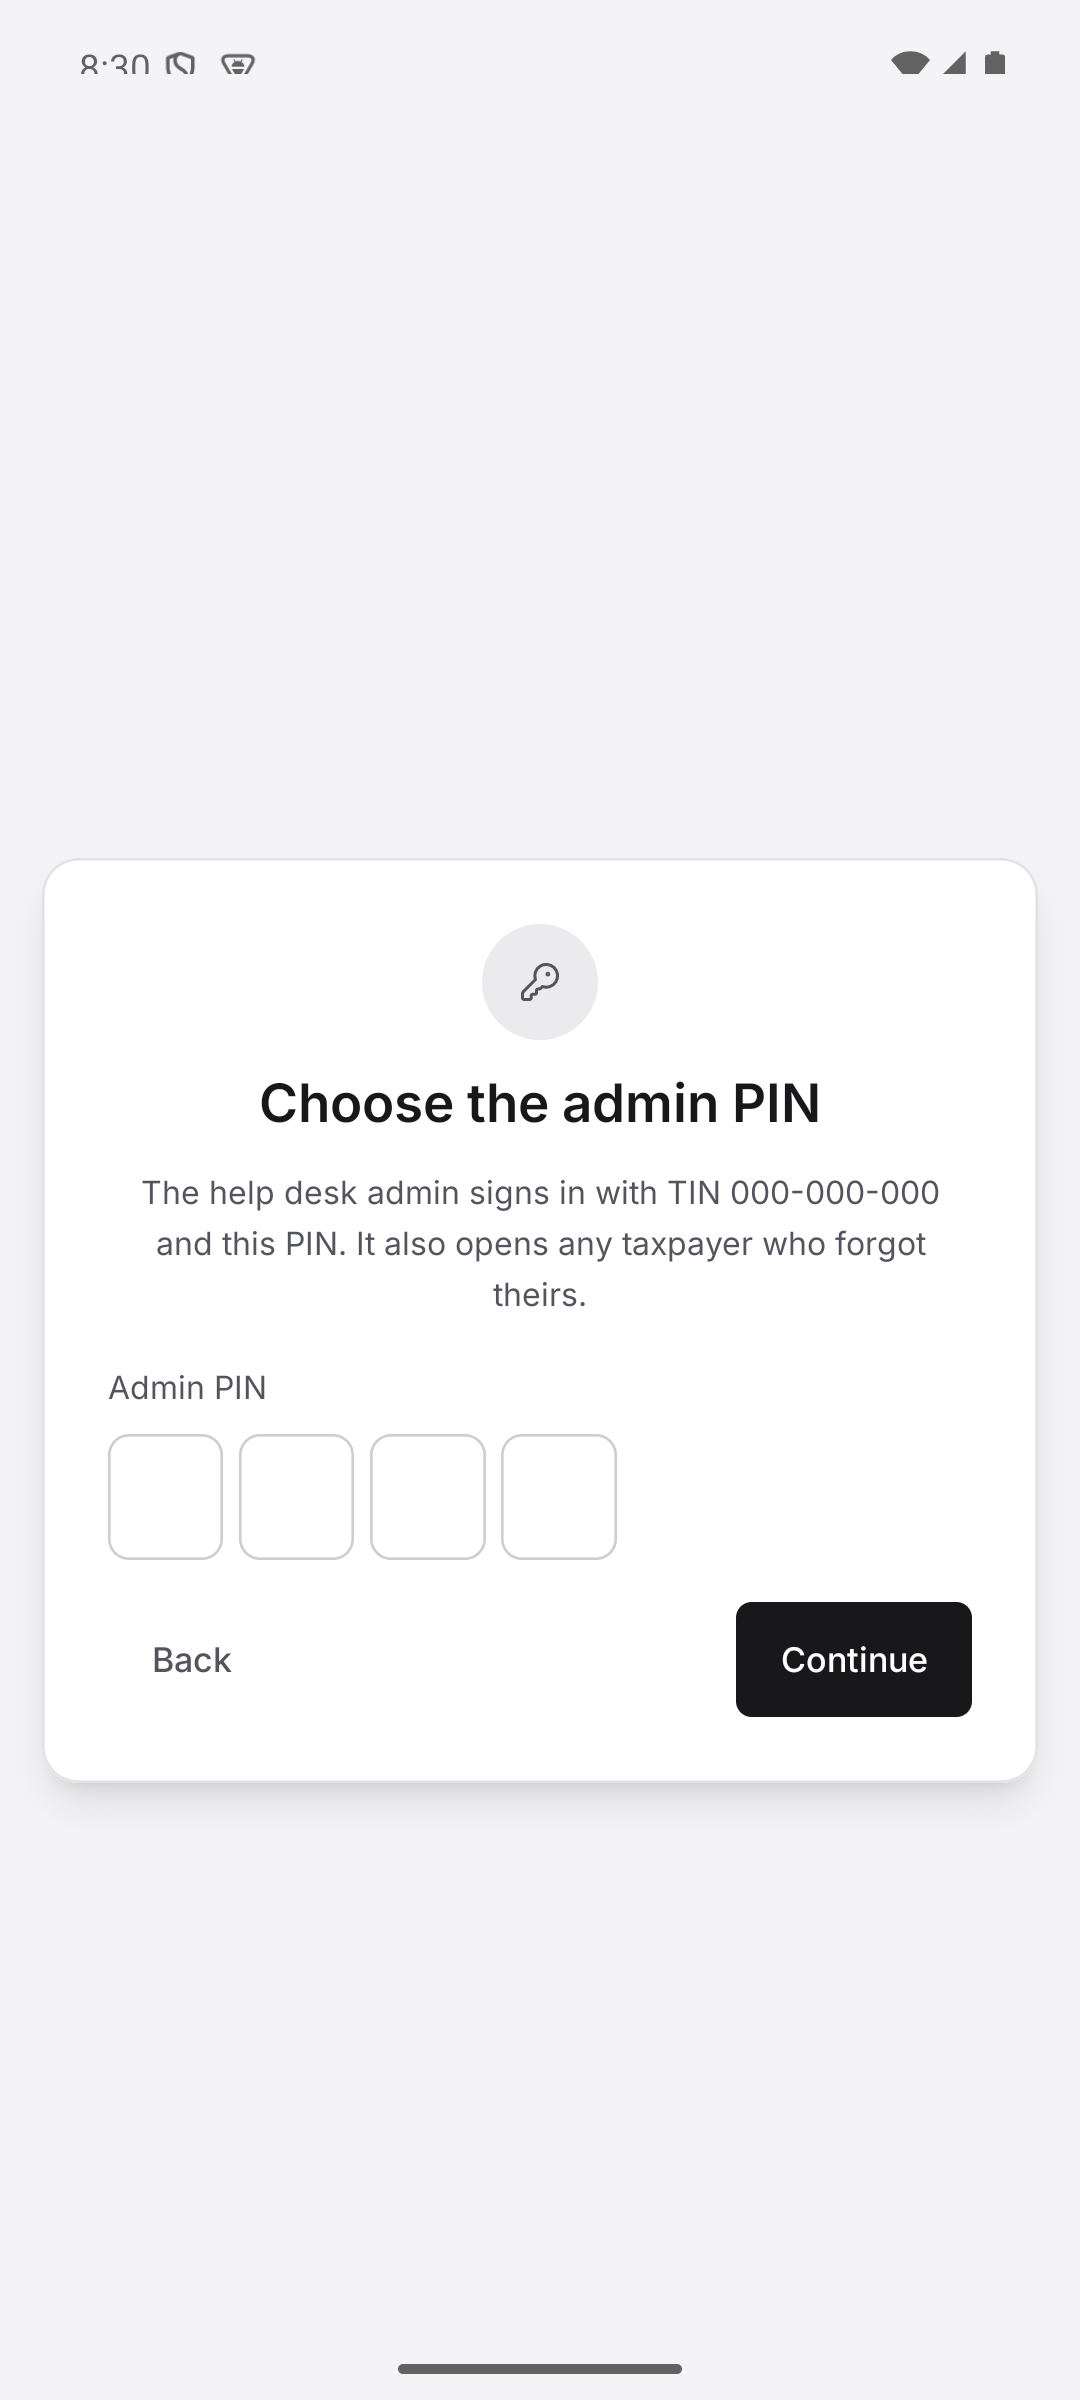 8:30
Choose the admin PIN
The help desk admin signs in with TIN 000-000-000
and this PIN. It also opens any taxpayer who forgot
theirs.
Admin PIN
Back
Continue